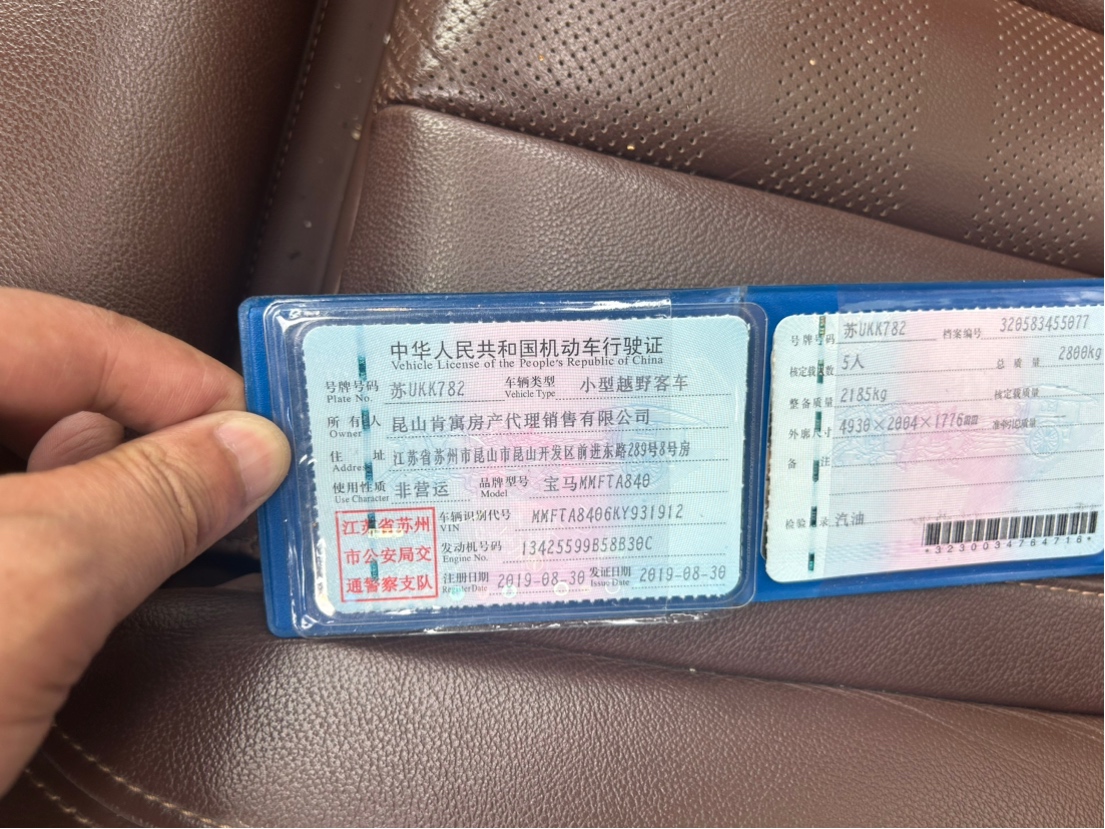 中华人民共和国机动车行驶证
Vehicle License of the People's Republic of China
号牌号码 Plate No. 苏UKK782 车辆类型 Vehicle Type 小型越野客车
所有人 Owner 昆山肯寓房产代理销售有限公司
住址 Address 江苏省苏州市昆山市昆山开发区前进东路289号8号房
使用性质 Use Character 非营运 品牌型号 Model 宝马MMFTA840
江苏省苏州
市公安局交
通警察支队
车辆识别代号 VIN MMFTA8406KY931912
发动机号码 Engine No. 13425599B58B30C
注册日期 Register Date 2019-08-30 发证日期 Issue Date 2019-08-30
号牌号码 苏UKK782 档案编号 320583455077
核定载人数 5人 总质量 2800kg
整备质量 2185kg 核定载质量
外廓尺寸 4930×2004×1776mm 准牵引总质量
备注
检验记录 汽油
*3230034764716*